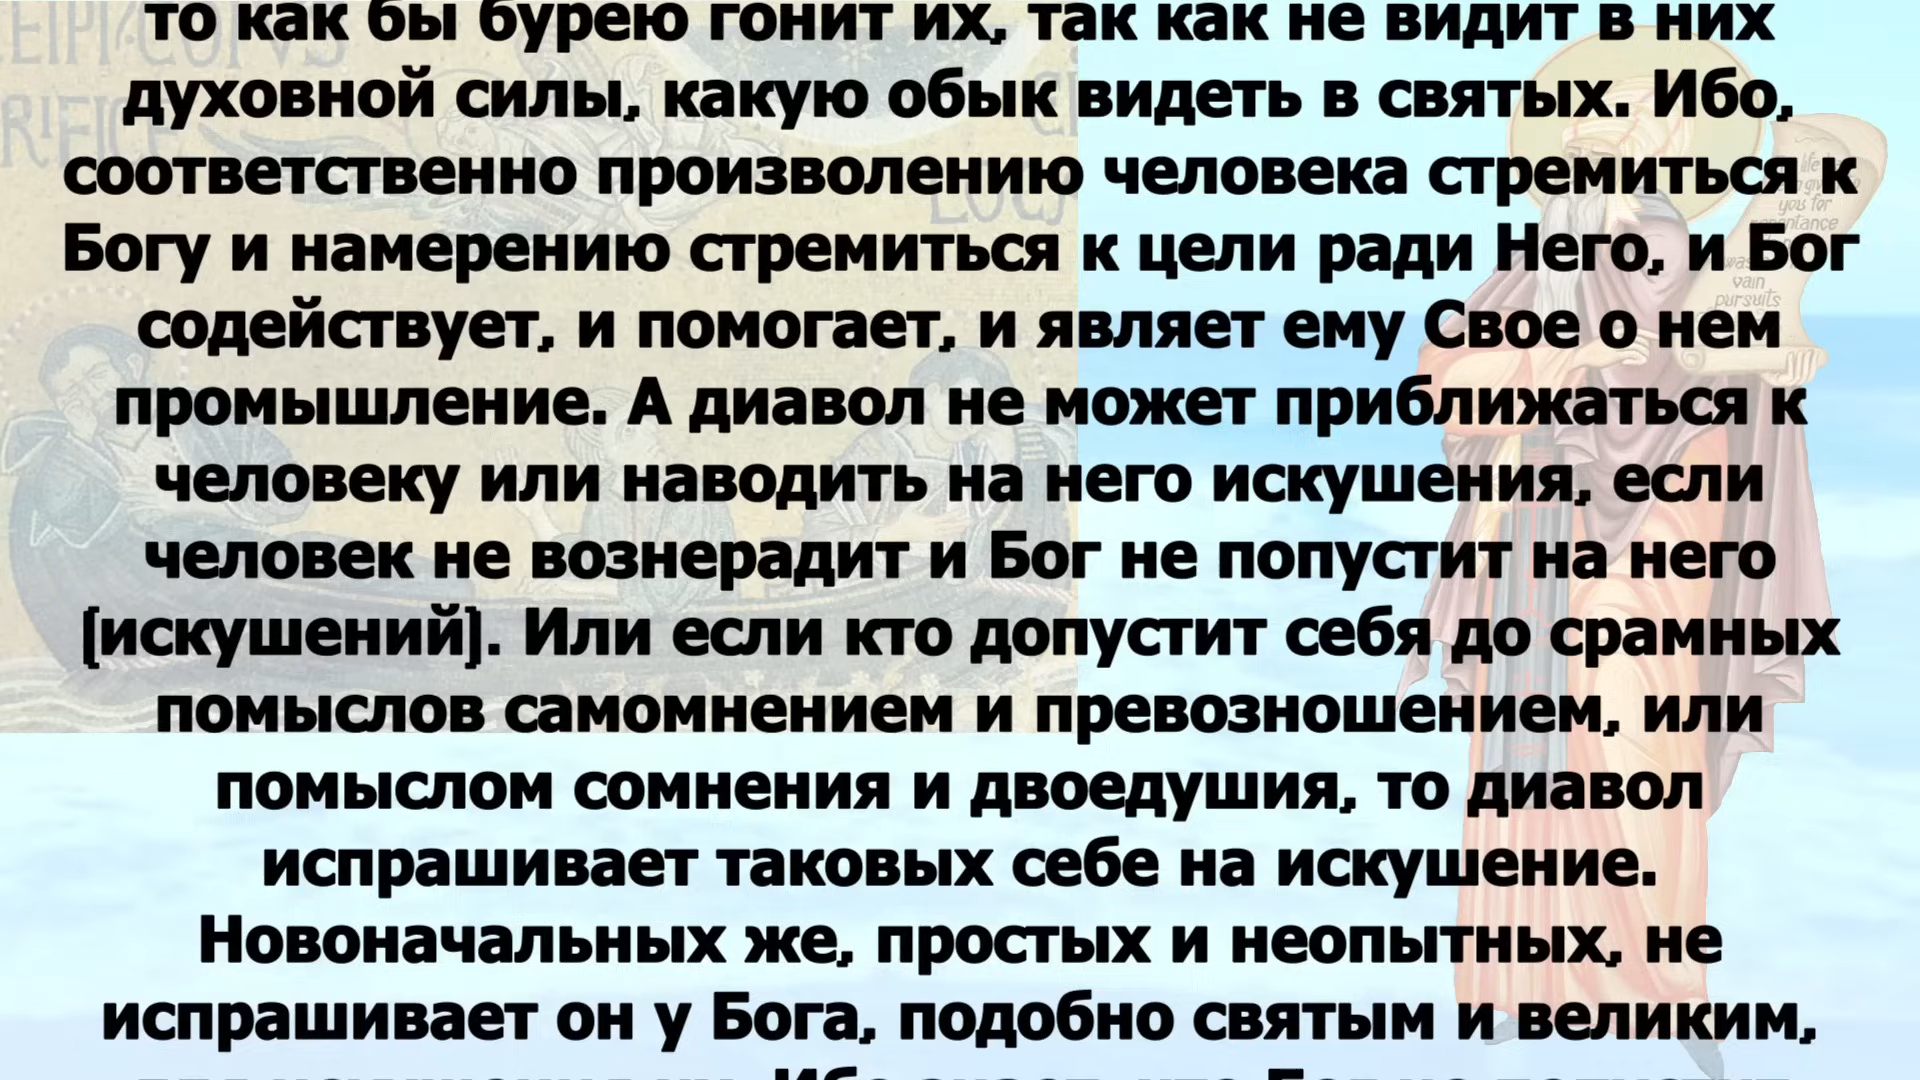 то как бы бурею гонит их, так как не видит в них
духовной силы, какую обык видеть в святых. Ибо,
соответственно произволению человека стремиться к
Богу и намерению стремиться к цели ради Него, и Бог
содействует, и помогает, и являет ему Свое о нем
промышление. А диавол не может приближаться к
человеку или наводить на него искушения, если
человек не вознерадит и Бог не попустит на него
[искушений]. Или если кто допустит себя до срамных
помыслов самомнением и превозношением, или
помыслом сомнения и двоедушия, то диавол
испрашивает таковых себе на искушение.
Новоначальных же, простых и неопытных, не
испрашивает он у Бога, подобно святым и великим,
you for
vain
pursuits